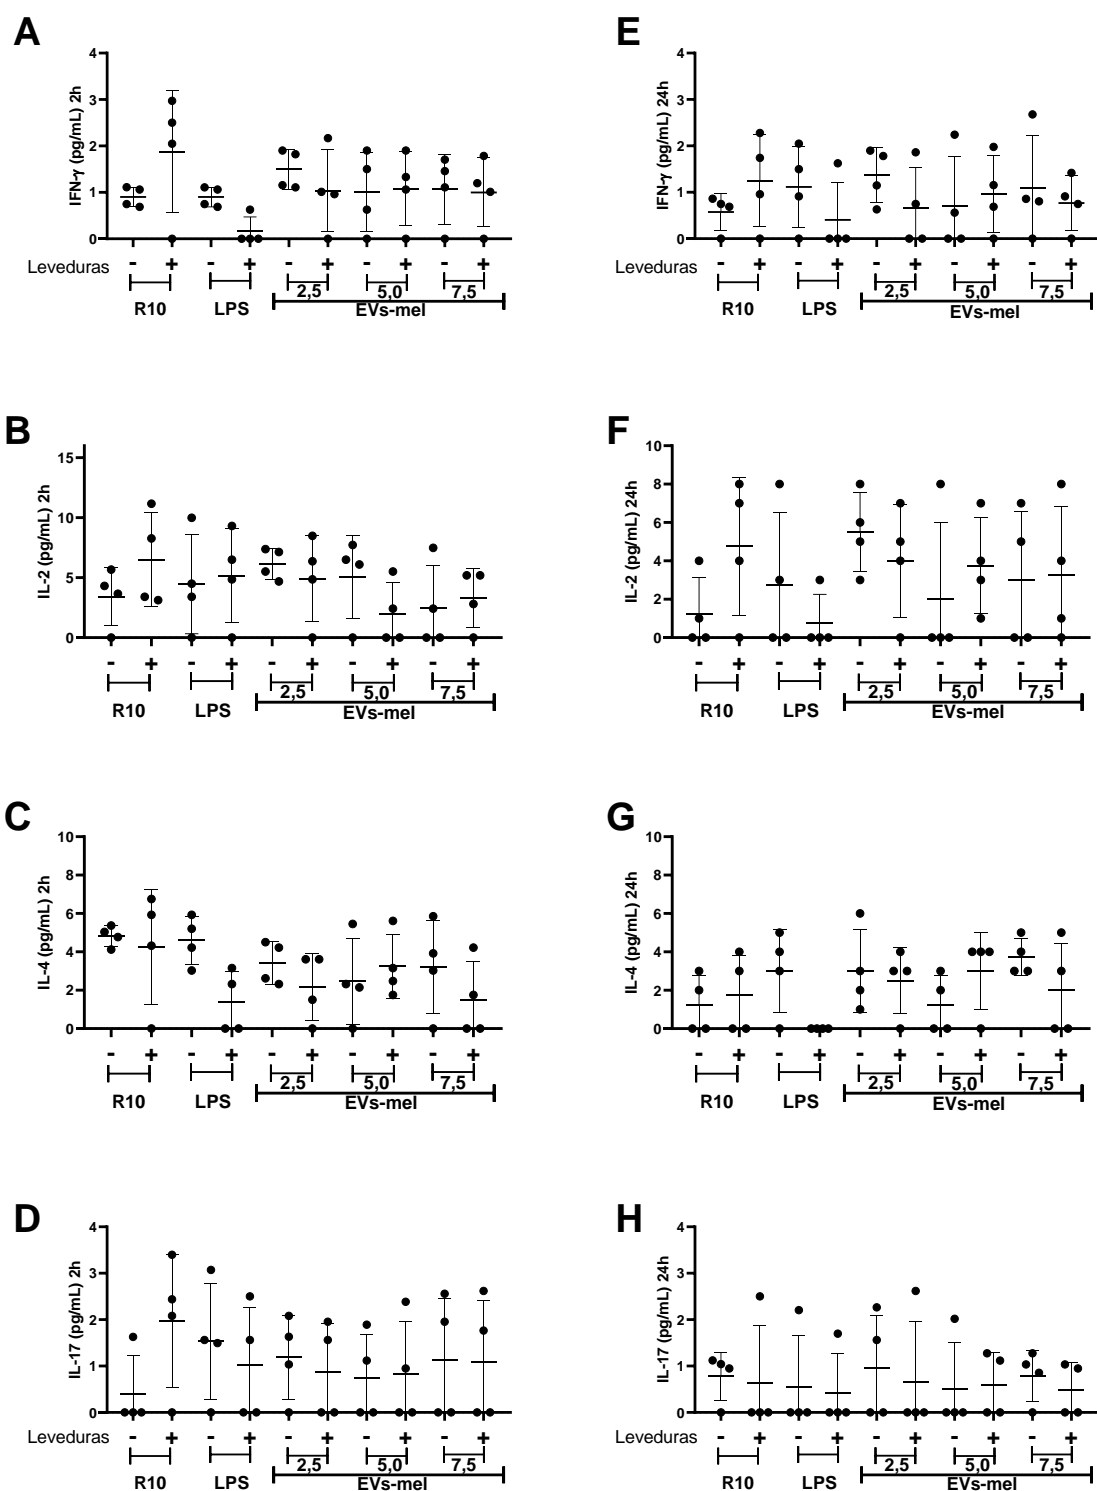 A
IFN-γ (pg/mL) 2h
4
3
2
1
0
Leveduras - + - + - + - + - +
2,5 5,0 7,5
R10 LPS EVs-mel
E
IFN-γ (pg/mL) 24h
4
3
2
1
0
Leveduras - + - + - + - + - +
2,5 5,0 7,5
R10 LPS EVs-mel
B
IL-2 (pg/mL) 2h
15
10
5
0
- + - + - + - + - +
2,5 5,0 7,5
R10 LPS EVs-mel
F
IL-2 (pg/mL) 24h
10
8
6
4
2
0
- + - + - + - + - +
2,5 5,0 7,5
R10 LPS EVs-mel
C
IL-4 (pg/mL) 2h
10
8
6
4
2
0
- + - + - + - + - +
2,5 5,0 7,5
R10 LPS EVs-mel
G
IL-4 (pg/mL) 24h
10
8
6
4
2
0
- + - + - + - + - +
2,5 5,0 7,5
R10 LPS EVs-mel
D
IL-17 (pg/mL) 2h
4
3
2
1
0
Leveduras - + - + - + - + - +
2,5 5,0 7,5
R10 LPS EVs-mel
H
IL-17 (pg/mL) 24h
4
3
2
1
0
Leveduras - + - + - + - + - +
2,5 5,0 7,5
R10 LPS EVs-mel